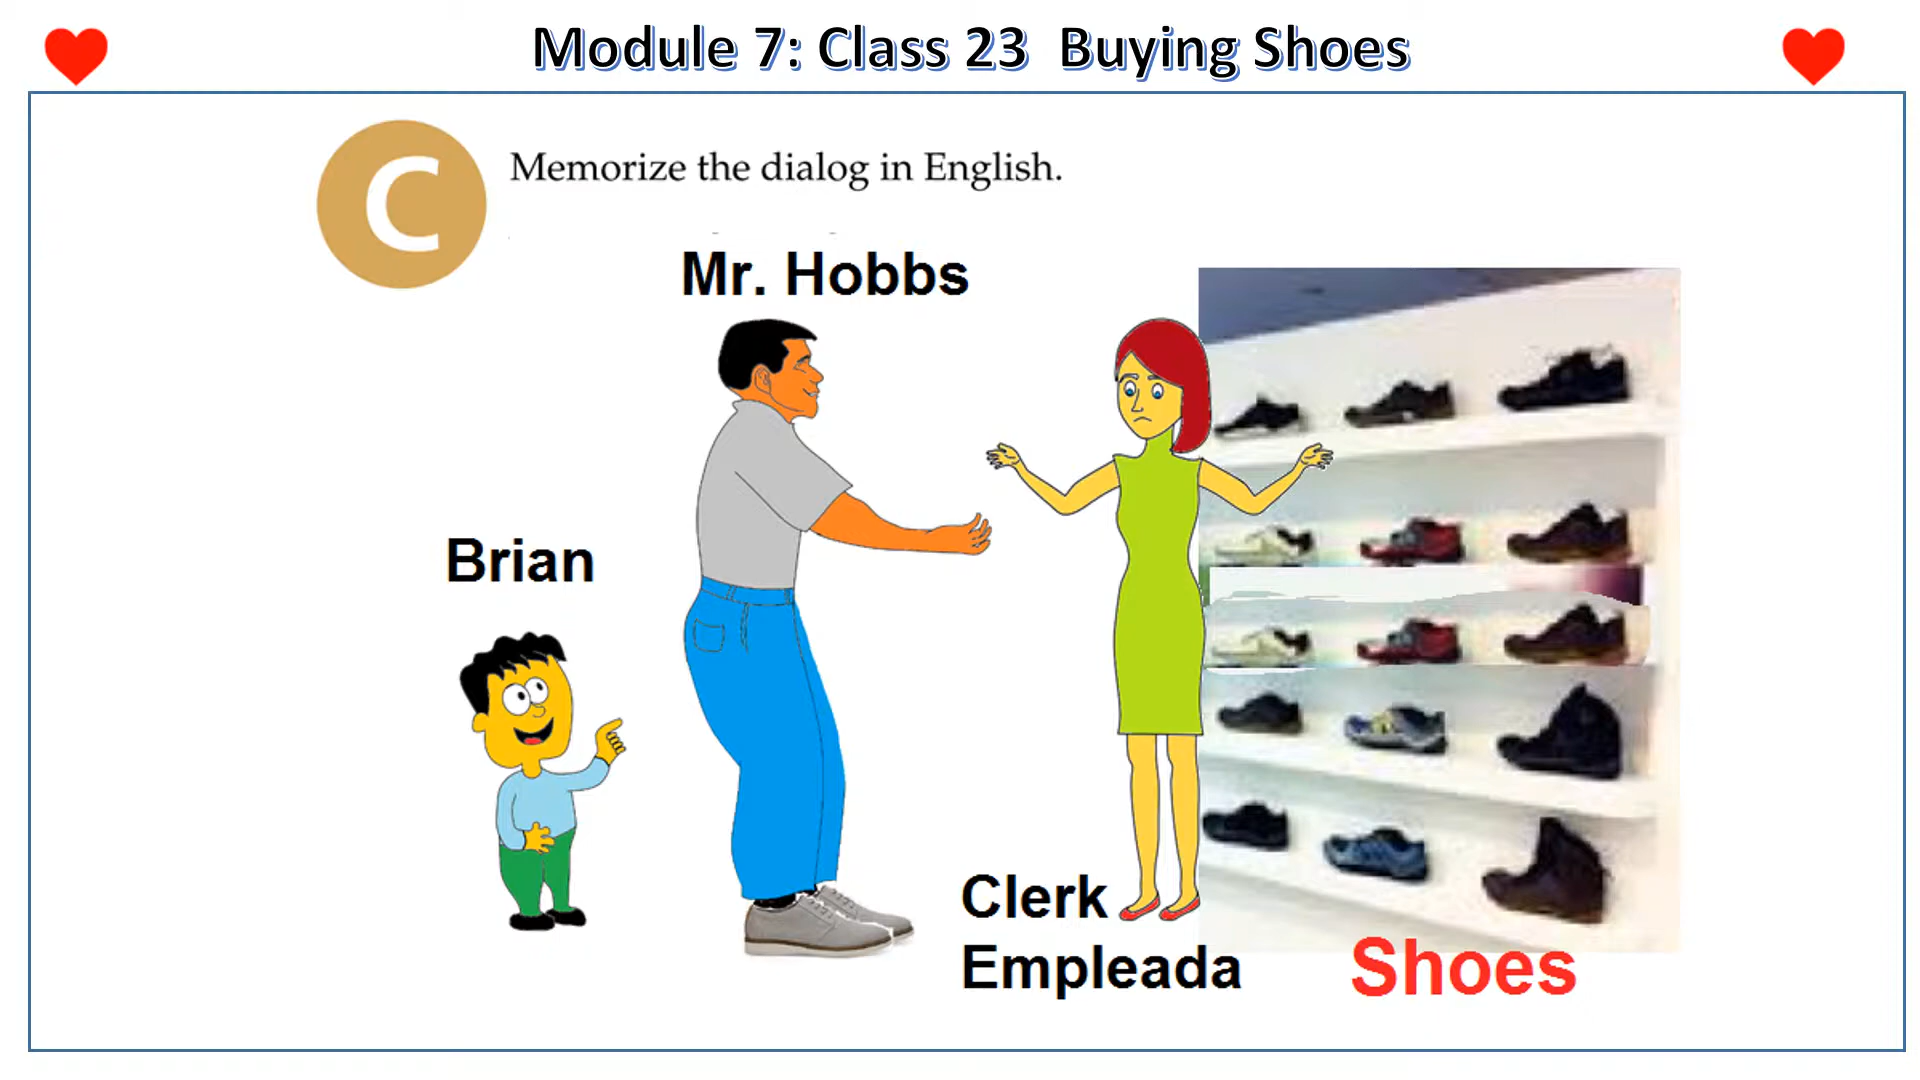 Module 7: Class 23 Buying Shoes
C
Memorize the dialog in English.
Mr. Hobbs
Brian
Clerk
Empleada
Shoes